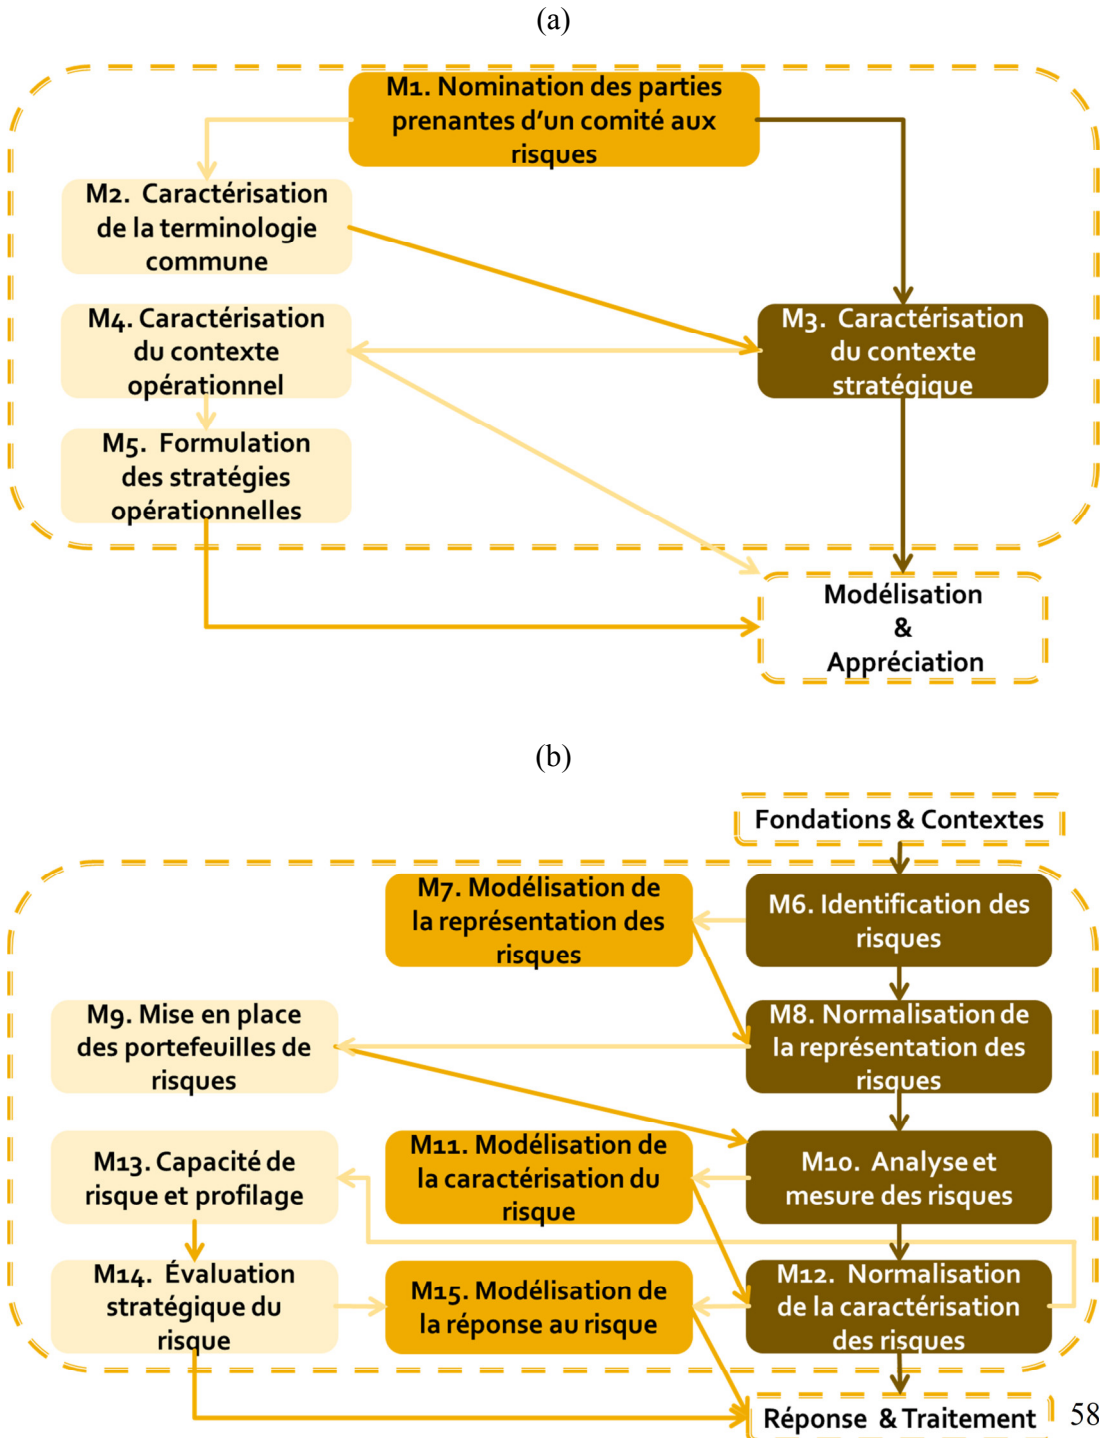 (a)
M1. Nomination des parties
prenantes d'un comité aux
risques
M2. Caractérisation
de la terminologie
commune
M4. Caractérisation
du contexte
opérationnel
M3. Caractérisation
du contexte
stratégique
M5. Formulation
des stratégies
opérationnelles
Modélisation
&
Appréciation
(b)
Fondations & Contextes
M7. Modélisation de
la représentation des
risques
M6. Identification des
risques
M9. Mise en place
des portefeuilles de
risques
M8. Normalisation de
la représentation des
risques
M13. Capacité de
risque et profilage
M11. Modélisation de
la caractérisation du
risque
M10. Analyse et
mesure des risques
M14. Évaluation
stratégique du
risque
M15. Modélisation de
la réponse au risque
M12. Normalisation
de la caractérisation
des risques
Réponse & Traitement
58